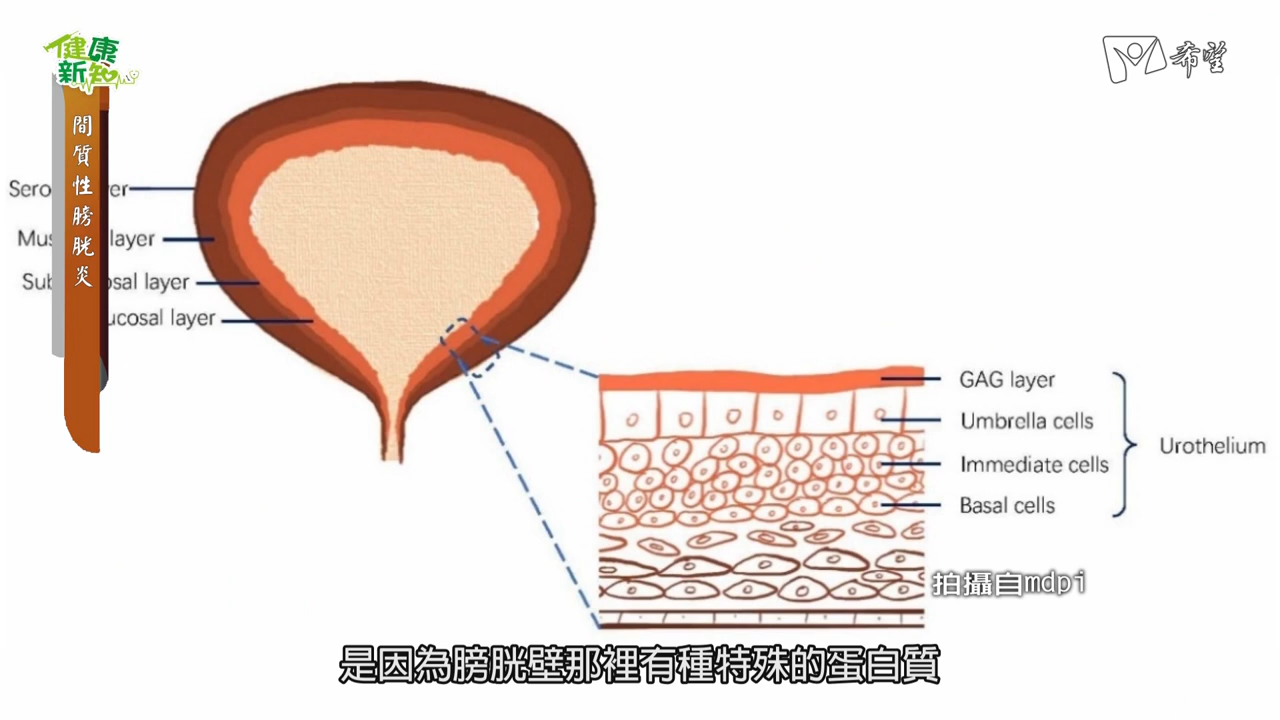 健康
新知
希望
間質性膀胱炎
Sero er
Mus layer
Sub osal layer
ucosal layer
GAG layer
Umbrella cells
Immediate cells
Basal cells
Urothelium
拍攝自mdpi
是因為膀胱壁那裡有種特殊的蛋白質